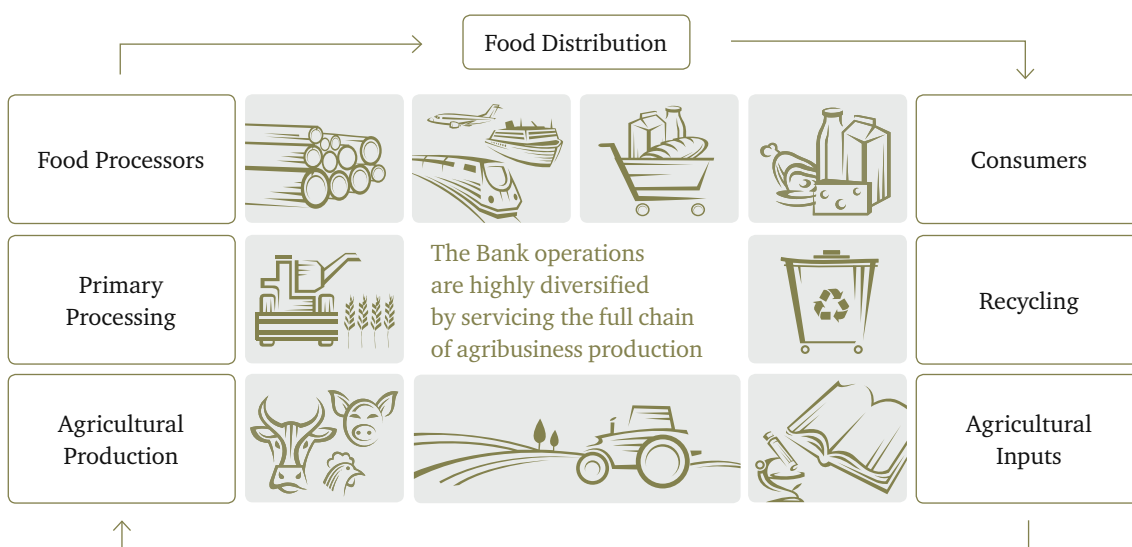 Food Distribution
Food Processors
Consumers
Primary
Processing
The Bank operations
are highly diversified
by servicing the full chain
of agribusiness production
Recycling
Agricultural
Production
Agricultural
Inputs